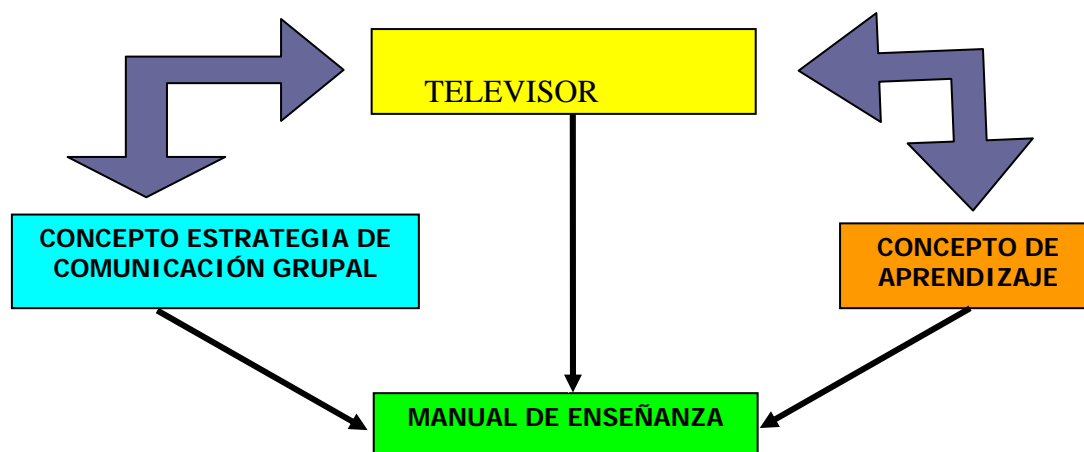 TELEVISOR
CONCEPTO ESTRATEGIA DE
COMUNICACIÓN GRUPAL
CONCEPTO DE
APRENDIZAJE
MANUAL DE ENSEÑANZA